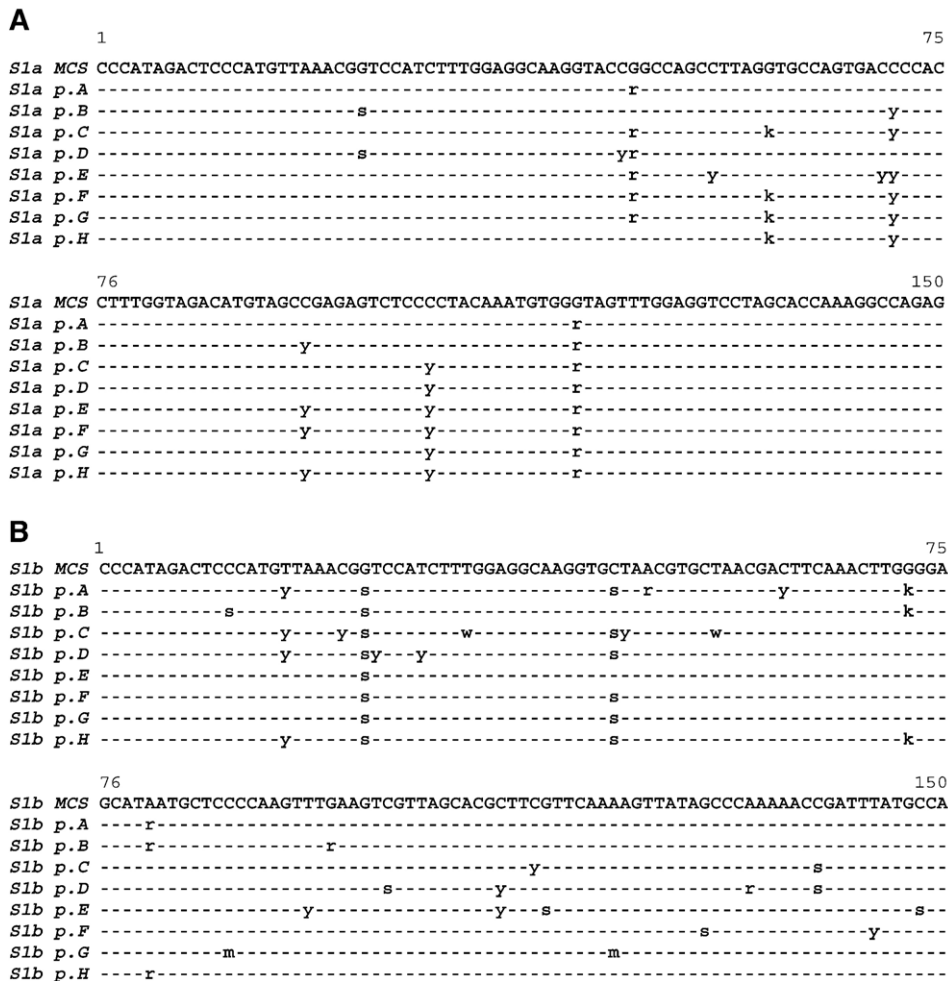 A
1 75
S1a MCS CCCATAGACTCCCATGTTAAACGGTCCATCTTTGGAGGCAAGGTACCGGCCAGCCTTAGGTGCCAGTGACCCCAC
S1a p.A -----------------------------------------------r---------------------------
S1a p.B -----------------------s----------------------------------------------y----
S1a p.C -----------------------------------------------r-----------k----------y----
S1a p.D -----------------------s----------------------yr---------------------------
S1a p.E -----------------------------------------------r------y--------------yy----
S1a p.F -----------------------------------------------r-----------k----------y----
S1a p.G -----------------------------------------------r-----------k----------y----
S1a p.H -----------------------------------------------------------k----------y----
76 150
S1a MCS CTTTGGTAGACATGTAGCCGAGAGTCTCCCCTACAAATGTGGGTAGTTTGGAGGTCCTAGCACCAAAGGCCAGAG
S1a p.A ------------------------------------------r--------------------------------
S1a p.B ------------------y-----------------------r--------------------------------
S1a p.C -----------------------------y------------r--------------------------------
S1a p.D -----------------------------y------------r--------------------------------
S1a p.E ------------------y----------y------------r--------------------------------
S1a p.F ------------------y----------y------------r--------------------------------
S1a p.G -----------------------------y------------r--------------------------------
S1a p.H ------------------y----------y------------r--------------------------------
B
1 75
S1b MCS CCCATAGACTCCCATGTTAAACGGTCCATCTTTGGAGGCAAGGTGCTAACGTGCTAACGACTTCAAACTTGGGGA
S1b p.A ----------------y------s---------------------s--r-----------y----------k---
S1b p.B -----------s-----------s-----------------------------------------------k---
S1b p.C ----------------y----y-s--------w------------sy-------w--------------------
S1b p.D ----------------y------sy---y----------------s-----------------------------
S1b p.E -----------------------s---------------------------------------------------
S1b p.F -----------------------s---------------------s-----------------------------
S1b p.G -----------------------s---------------------s-----------------------------
S1b p.H ----------------y------s---------------------s-------------------------k---
76 150
S1b MCS GCATAATGCTCCCCAAGTTTGAAGTCGTTAGCACGCTTCGTTCAAAAGTTATAGCCCAAAAACCGATTTATGCCA
S1b p.A ----r----------------------------------------------------------------------
S1b p.B ----r---------------r------------------------------------------------------
S1b p.C --------------------------------------y------------------------s-----------
S1b p.D -------------------------s---------y---------------------r-----s-----------
S1b p.E ------------------y----------------y---s--------------------------------s--
S1b p.F -----------------------------------------------------s--------------y------
S1b p.G -----------m---------------------------------m-----------------------------
S1b p.H ----r----------------------------------------------------------------------